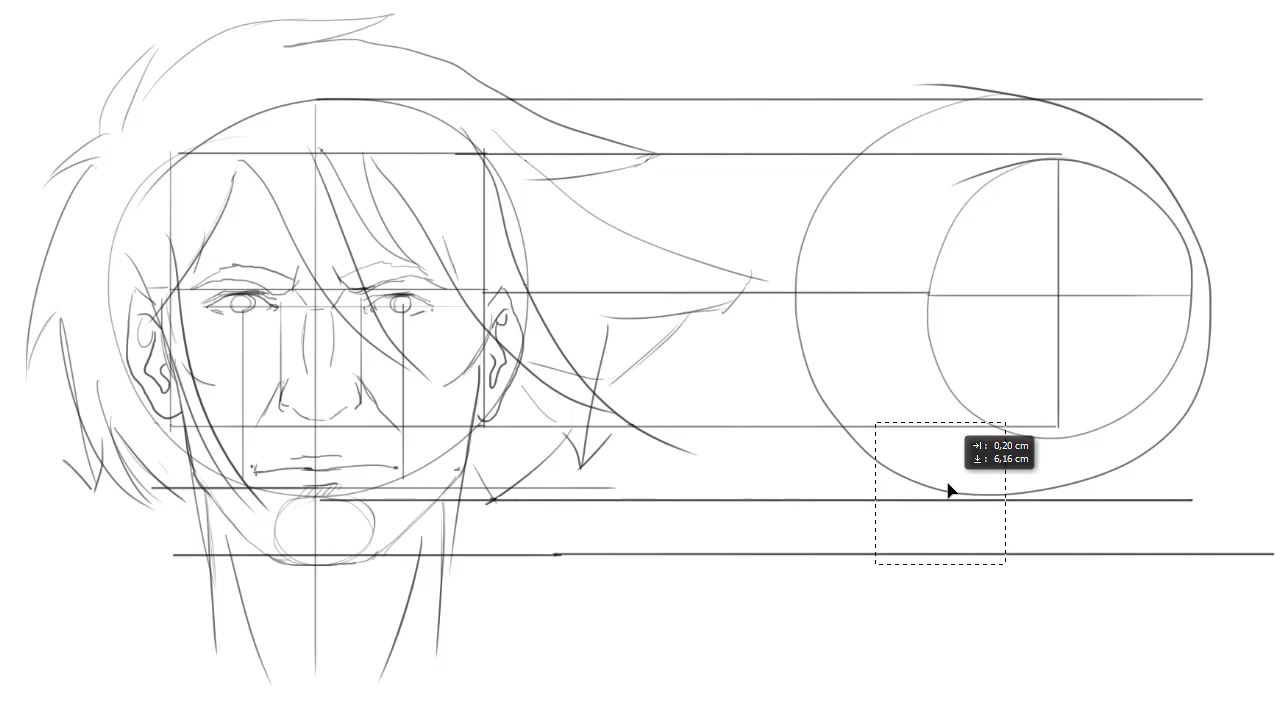 →| : 0,20 cm
↓ : 6,16 cm